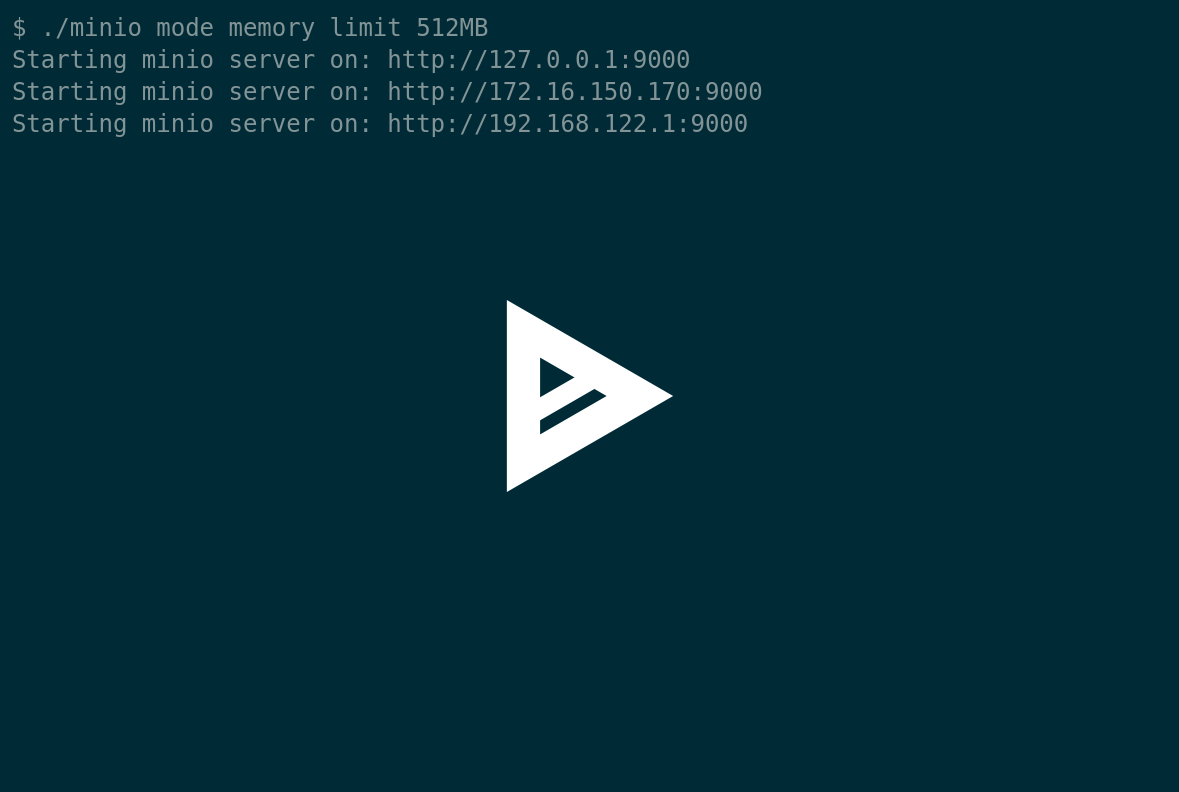 $ ./minio mode memory limit 512MB
Starting minio server on: http://127.0.0.1:9000
Starting minio server on: http://172.16.150.170:9000
Starting minio server on: http://192.168.122.1:9000